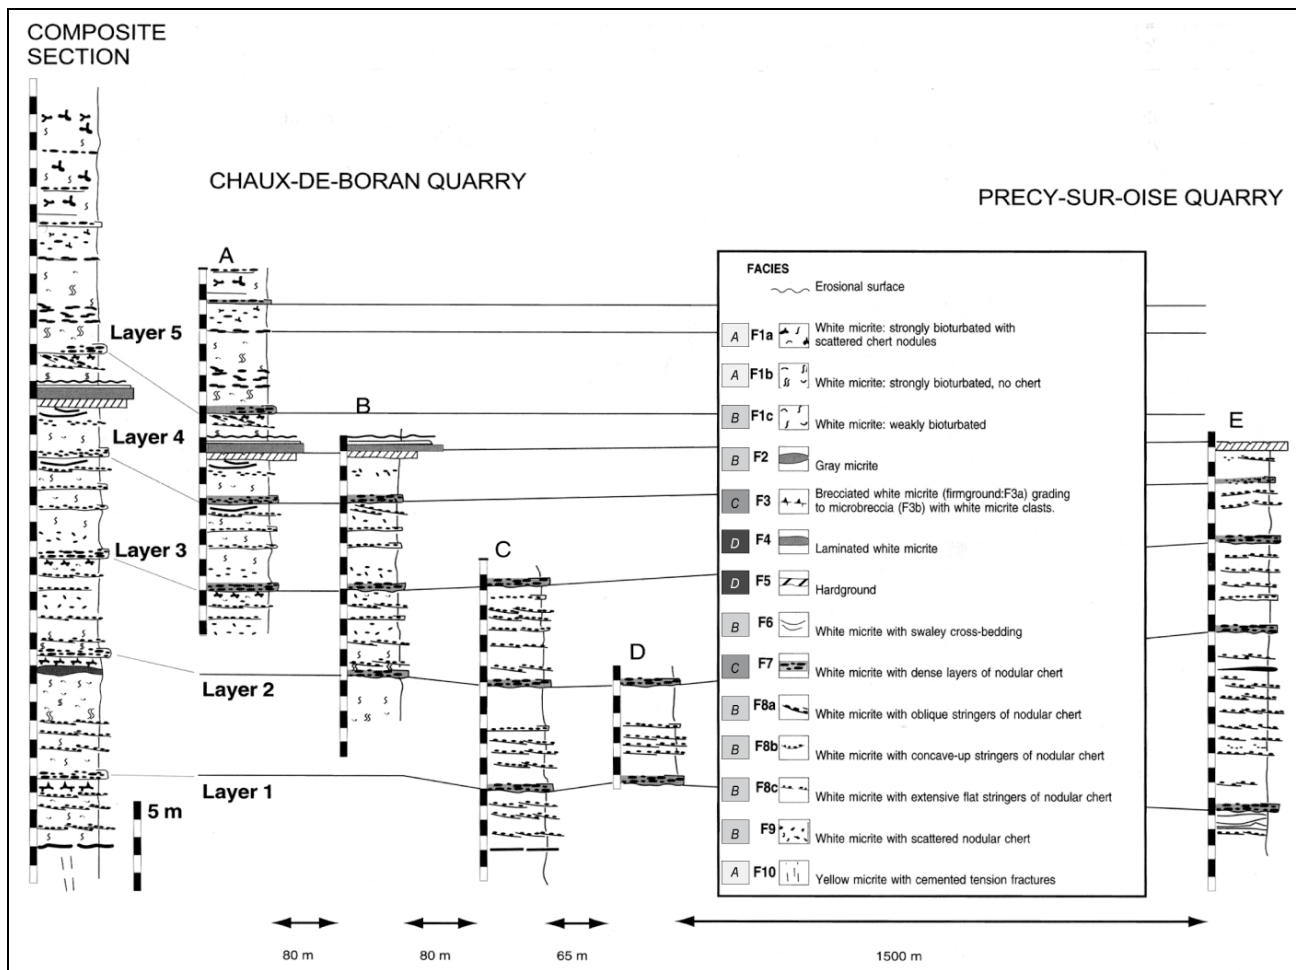 COMPOSITE
SECTION
CHAUX-DE-BORAN QUARRY
PRECY-SUR-OISE QUARRY
A
B
C
D
E
Layer 5
Layer 4
Layer 3
Layer 2
Layer 1
5 m
FACIES
Erosional surface
A F1a White micrite: strongly bioturbated with
scattered chert nodules
A F1b White micrite: strongly bioturbated, no chert
B F1c White micrite: weakly bioturbated
B F2 Gray micrite
C F3 Brecciated white micrite (firmground:F3a) grading
to microbreccia (F3b) with white micrite clasts.
D F4 Laminated white micrite
D F5 Hardground
B F6 White micrite with swaley cross-bedding
C F7 White micrite with dense layers of nodular chert
B F8a White micrite with oblique stringers of nodular chert
B F8b White micrite with concave-up stringers of nodular chert
B F8c White micrite with extensive flat stringers of nodular chert
B F9 White micrite with scattered nodular chert
A F10 Yellow micrite with cemented tension fractures
80 m
80 m
65 m
1500 m